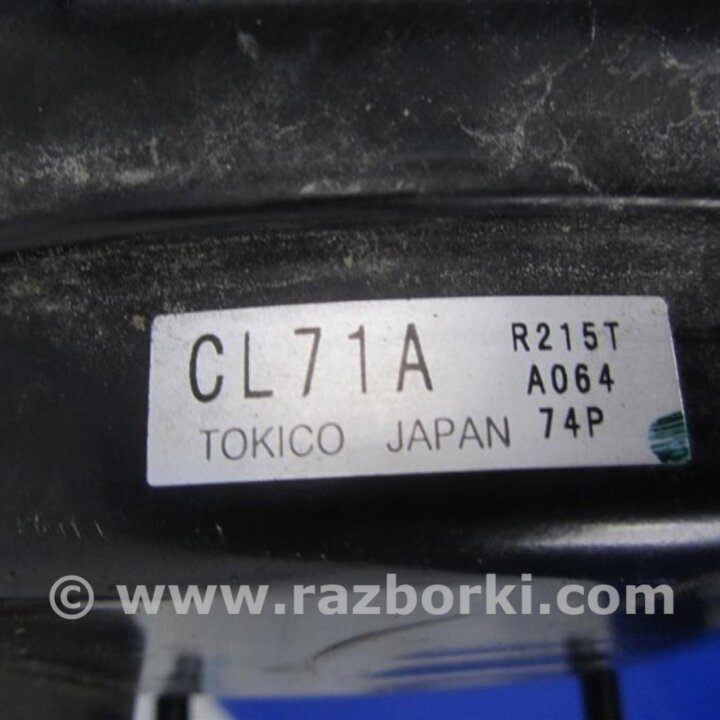 CL71A
R215T
A064
74P
TOKICO JAPAN
© www.razborki.com